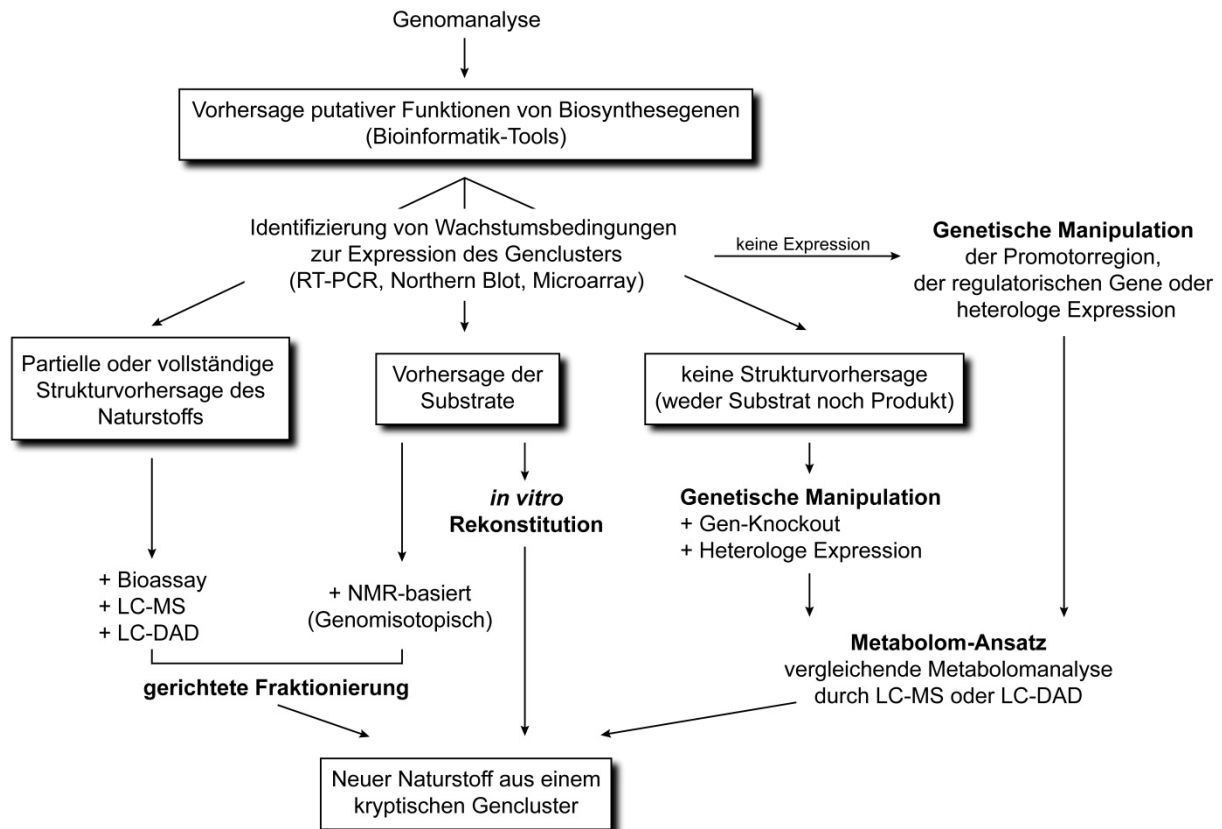 Genomanalyse
Vorhersage putativer Funktionen von Biosynthesegenen
(Bioinformatik-Tools)
Identifizierung von Wachstumsbedingungen
zur Expression des Genclusters
(RT-PCR, Northern Blot, Microarray)
keine Expression
Genetische Manipulation
der Promotorregion,
der regulatorischen Gene oder
heterologe Expression
Partielle oder vollständige
Strukturvorhersage des
Naturstoffs
Vorhersage der
Substrate
keine Strukturvorhersage
(weder Substrat noch Produkt)
in vitro
Rekonstitution
Genetische Manipulation
+ Gen-Knockout
+ Heterologe Expression
+ Bioassay
+ LC-MS
+ LC-DAD
+ NMR-basiert
(Genomisotopisch)
gerichtete Fraktionierung
Metabolom-Ansatz
vergleichende Metabolomanalyse
durch LC-MS oder LC-DAD
Neuer Naturstoff aus einem
kryptischen Gencluster